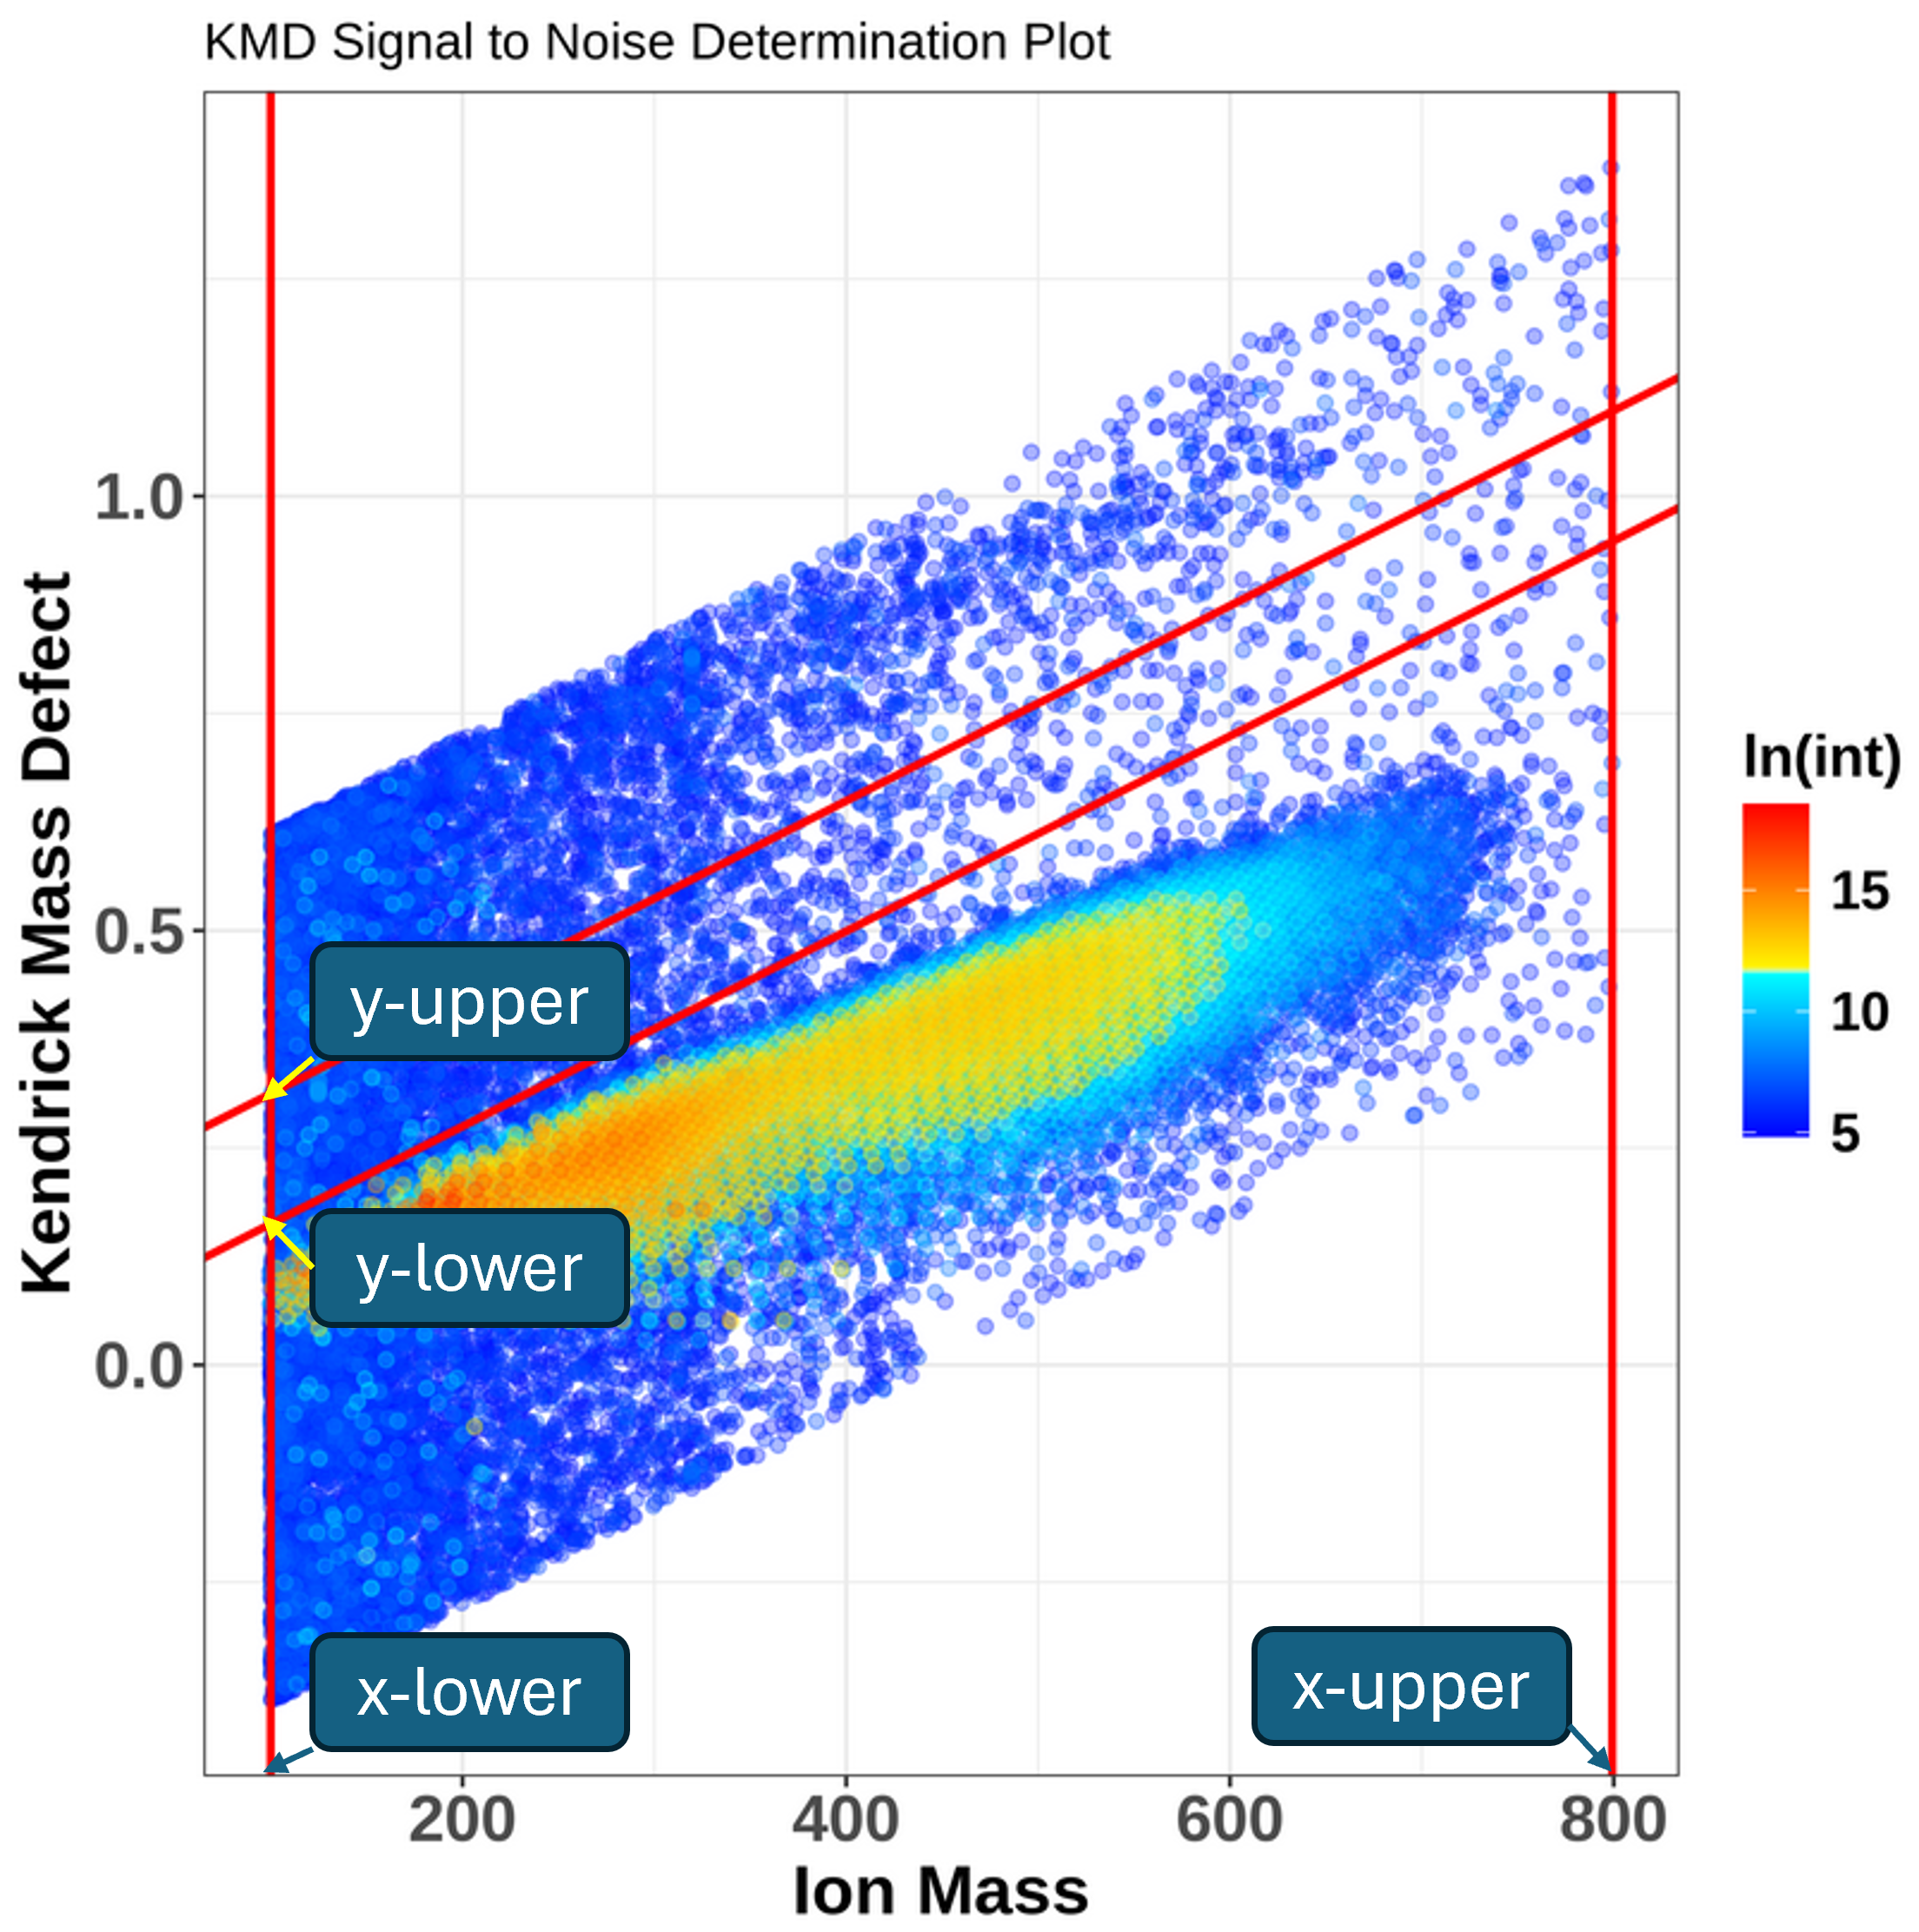 KMD Signal to Noise Determination Plot
Kendrick Mass Defect
1.0
0.5
0.0
y-upper
y-lower
x-lower
x-upper
200 400 600 800
Ion Mass
ln(int)
15
10
5